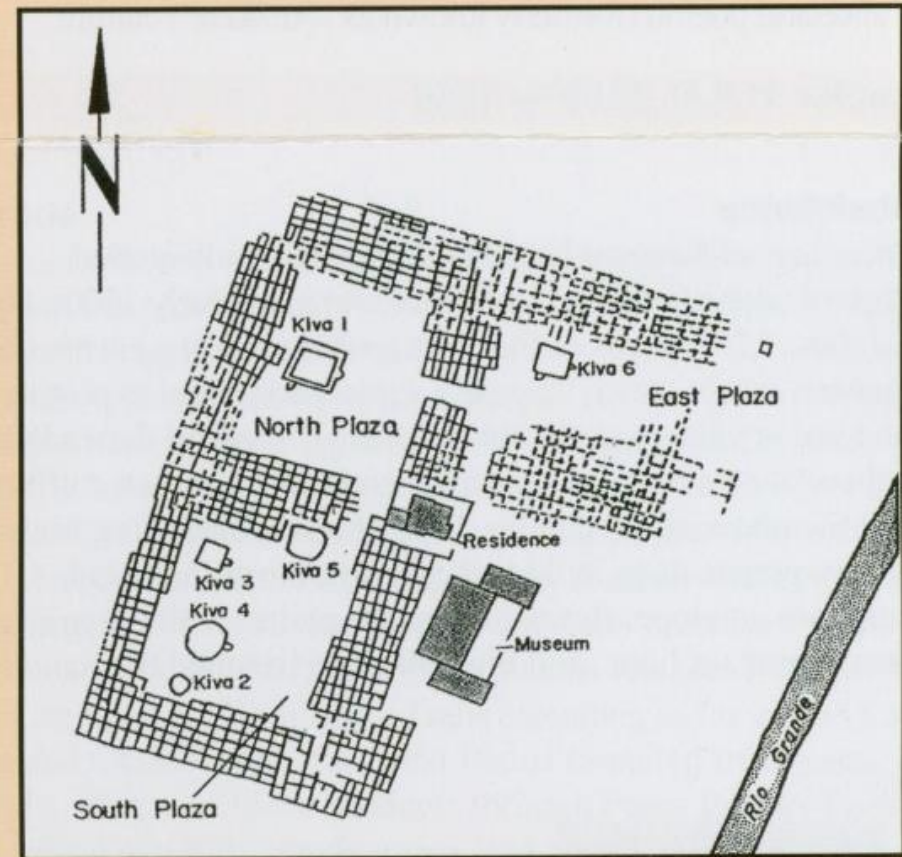 N
Kiva 1
Kiva 6
East Plaza
North Plaza
Residence
Kiva 3
Kiva 5
Kiva 4
Museum
Kiva 2
South Plaza
Rio Grande